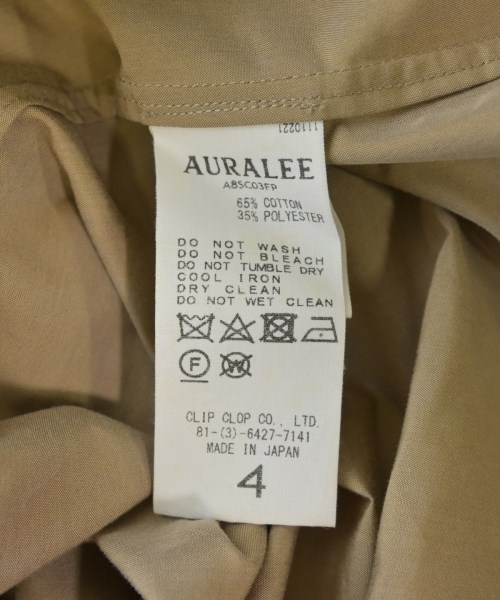 1110221
AURALEE
A8SC03FP
65% COTTON
35% POLYESTER
DO NOT WASH
DO NOT BLEACH
DO NOT TUMBLE DRY
COOL IRON
DRY CLEAN
DO NOT WET CLEAN
F W
CLIP CLOP CO., LTD.
81-(3)-6427-7141
MADE IN JAPAN
4